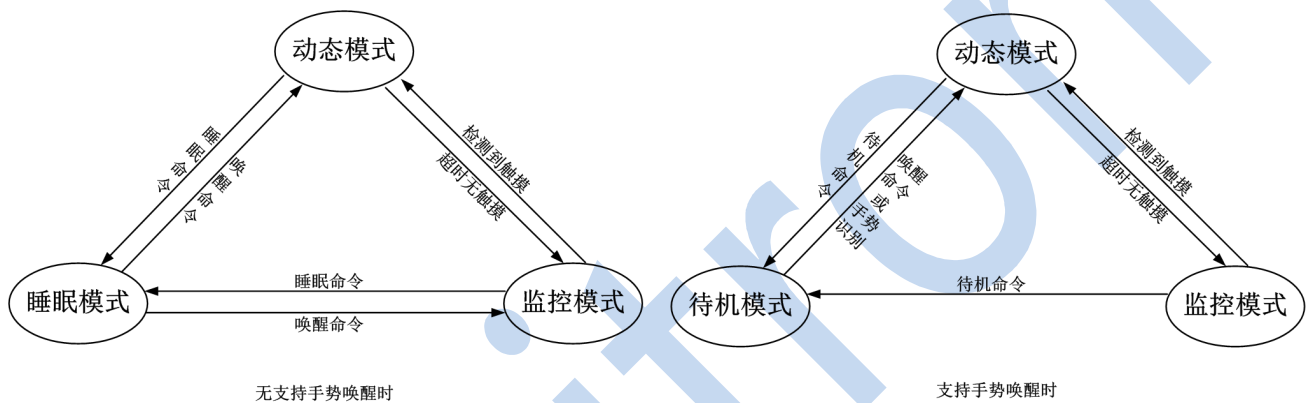 动态模式
睡眠命令
唤醒命令
检测到触摸
超时无触摸
睡眠模式
睡眠命令
唤醒命令
监控模式
无支持手势唤醒时
动态模式
待机命令
唤醒命令或手势识别
检测到触摸
超时无触摸
待机模式
待机命令
监控模式
支持手势唤醒时